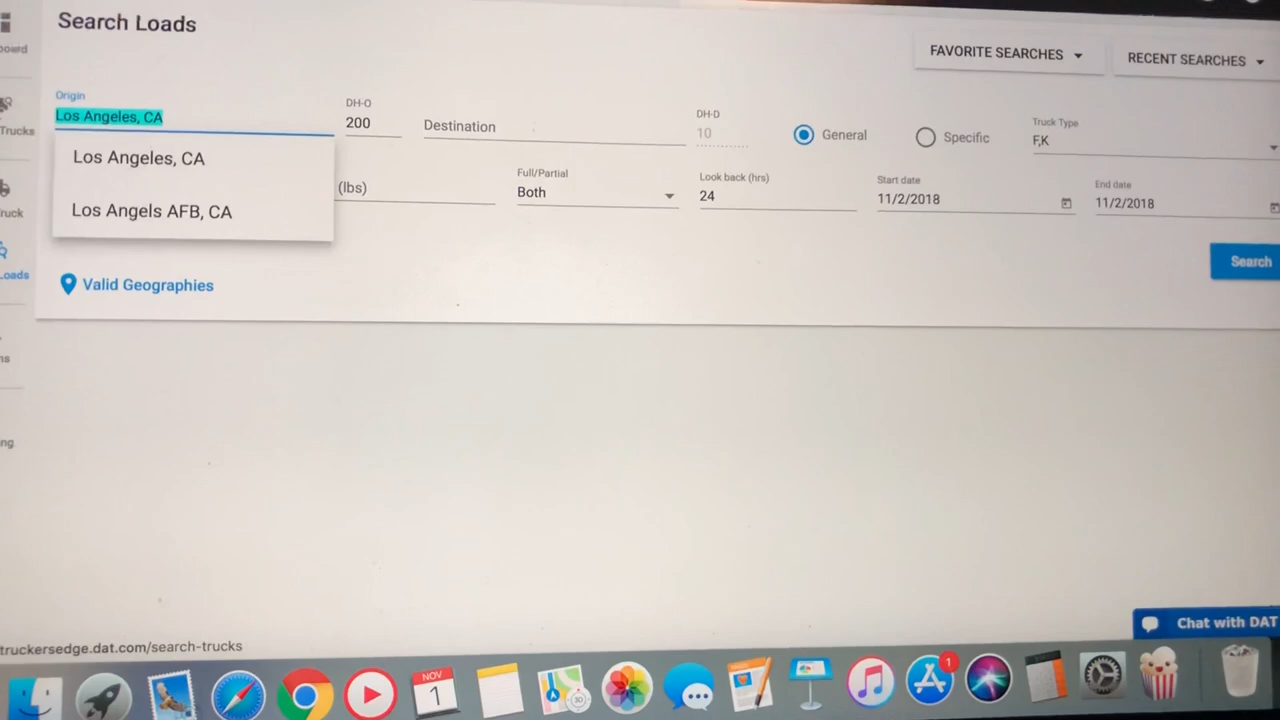 Search Loads
FAVORITE SEARCHES
RECENT SEARCHES
Origin
Los Angeles, CA
DH-O
200
Destination
DH-D
10
General
Specific
Truck Type
F,K
Los Angeles, CA
Los Angels AFB, CA
(lbs)
Full/Partial
Both
Look back (hrs)
24
Start date
11/2/2018
End date
11/2/2018
Search
Valid Geographies
Trucks
Chat with DAT
truckersedge.dat.com/search-trucks
NOV
1
1